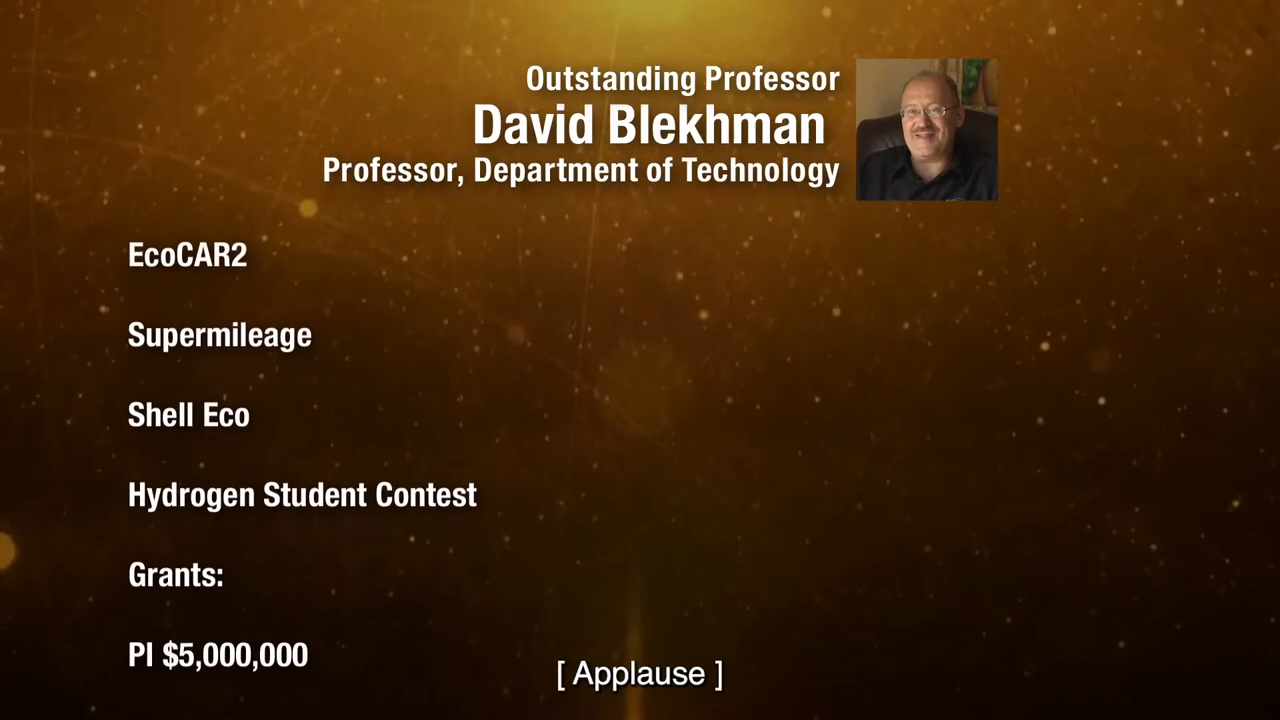 Outstanding Professor
David Blekhman
Professor, Department of Technology
EcoCAR2
Supermileage
Shell Eco
Hydrogen Student Contest
Grants:
PI $5,000,000
[ Applause ]